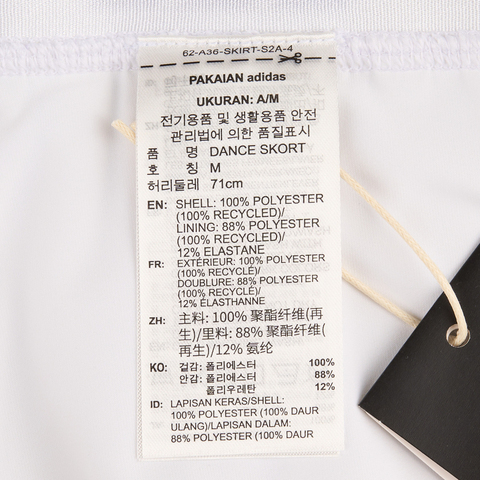 62-A36-SKIRT-S2A-4
PAKAIAN adidas
UKURAN: A/M
전기용품 및 생활용품 안전
관리법에 의한 품질표시
품 명 DANCE SKORT
호 칭 M
허리둘레 71cm
EN: SHELL: 100% POLYESTER
(100% RECYCLED)/
LINING: 88% POLYESTER
(100% RECYCLED)/
12% ELASTANE
FR: EXTÉRIEUR: 100% POLYESTER
(100% RECYCLÉ)/
DOUBLURE: 88% POLYESTER
(100% RECYCLÉ)/
12% ÉLASTHANNE
ZH: 主料: 100% 聚酯纤维(再
生)/里料: 88% 聚酯纤维(
再生)/12% 氨纶
KO: 겉감: 폴리에스터 100%
안감: 폴리에스터 88%
폴리우레탄 12%
ID: LAPISAN KERAS/SHELL:
100% POLYESTER (100% DAUR
ULANG)/LAPISAN DALAM:
88% POLYESTER (100% DAUR